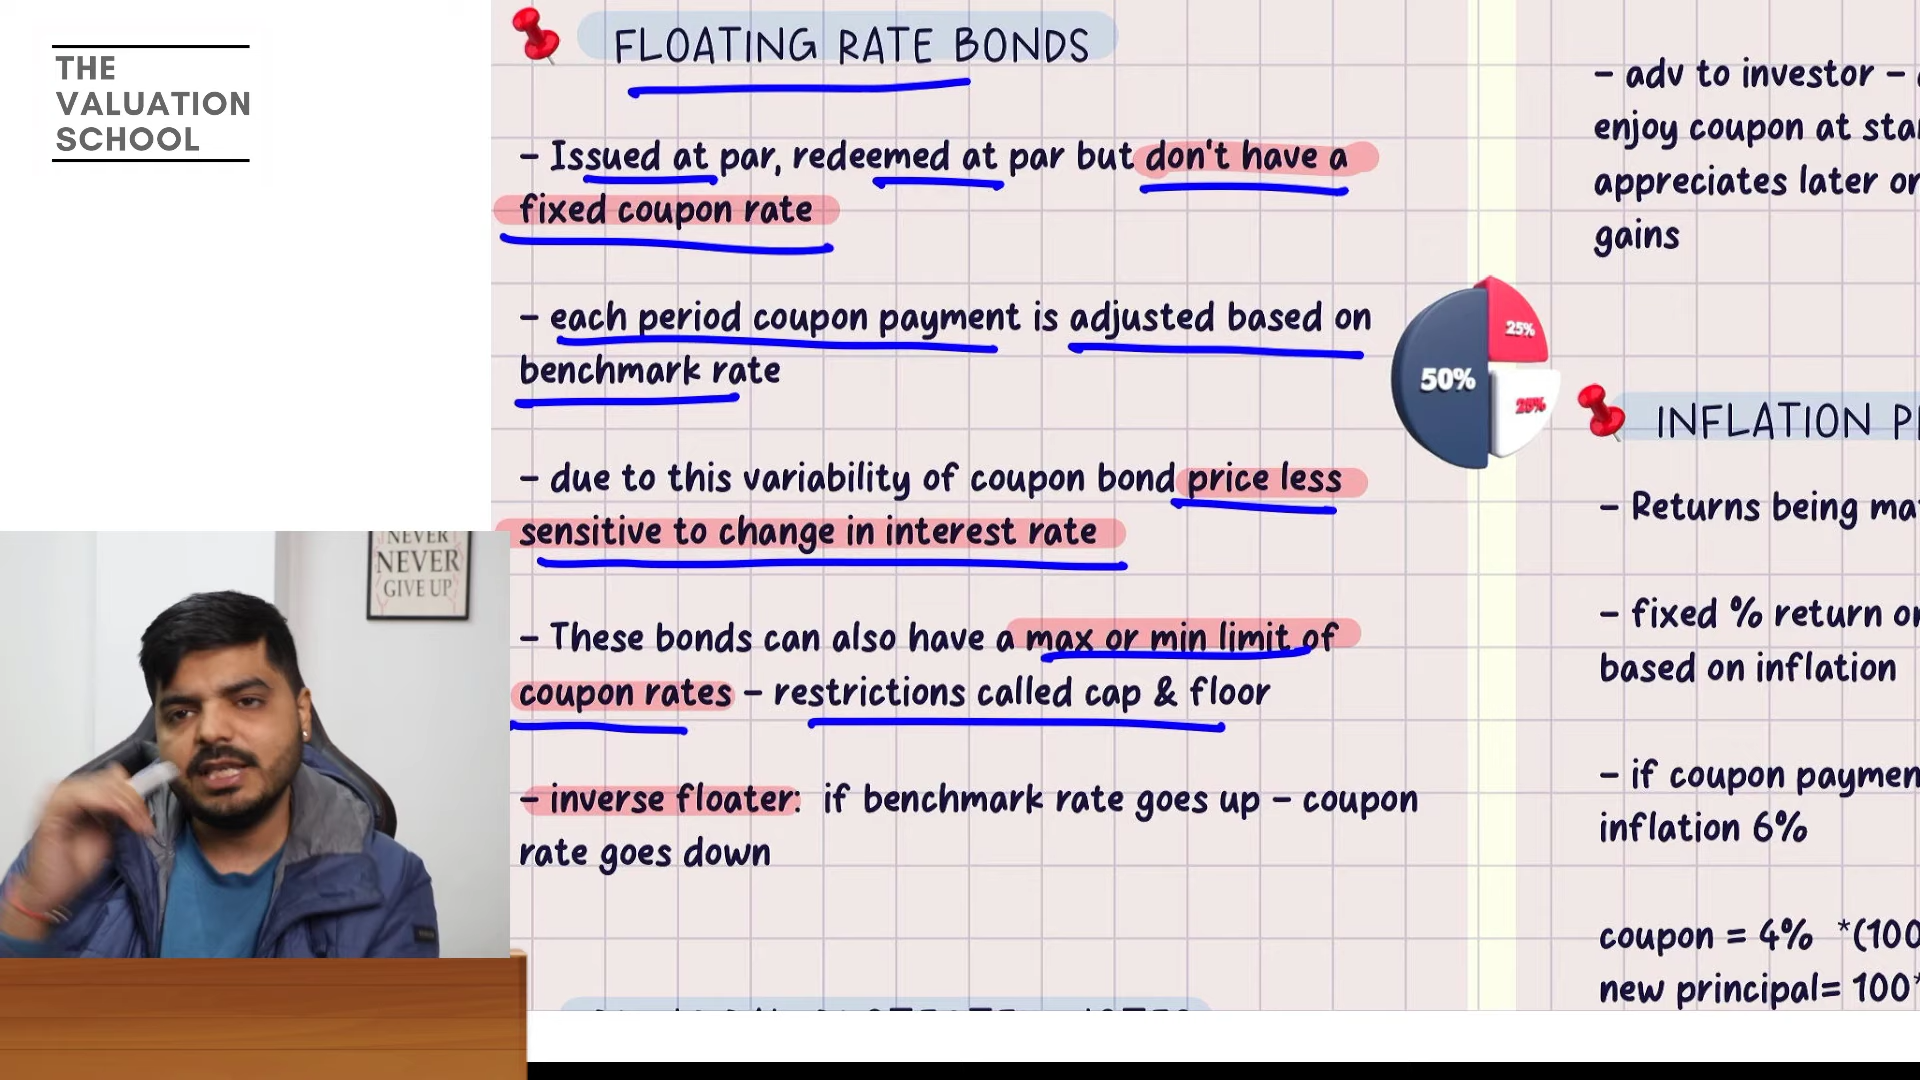 THE
VALUATION
SCHOOL
FLOATING RATE BONDS
– Issued at par, redeemed at par but don't have a
fixed coupon rate
– each period coupon payment is adjusted based on
benchmark rate
– due to this variability of coupon bond price less
sensitive to change in interest rate
– These bonds can also have a max or min limit of
coupon rates – restrictions called cap & floor
– inverse floater: if benchmark rate goes up – coupon
rate goes down
50%
25%
– adv to investor –
enjoy coupon at
appreciates later
gains
INFLATION
– Returns being
– fixed % return
based on inflation
– if coupon
inflation 6%
coupon = 4% *(100
new principal= 100*
NEVER
NEVER
GIVE UP